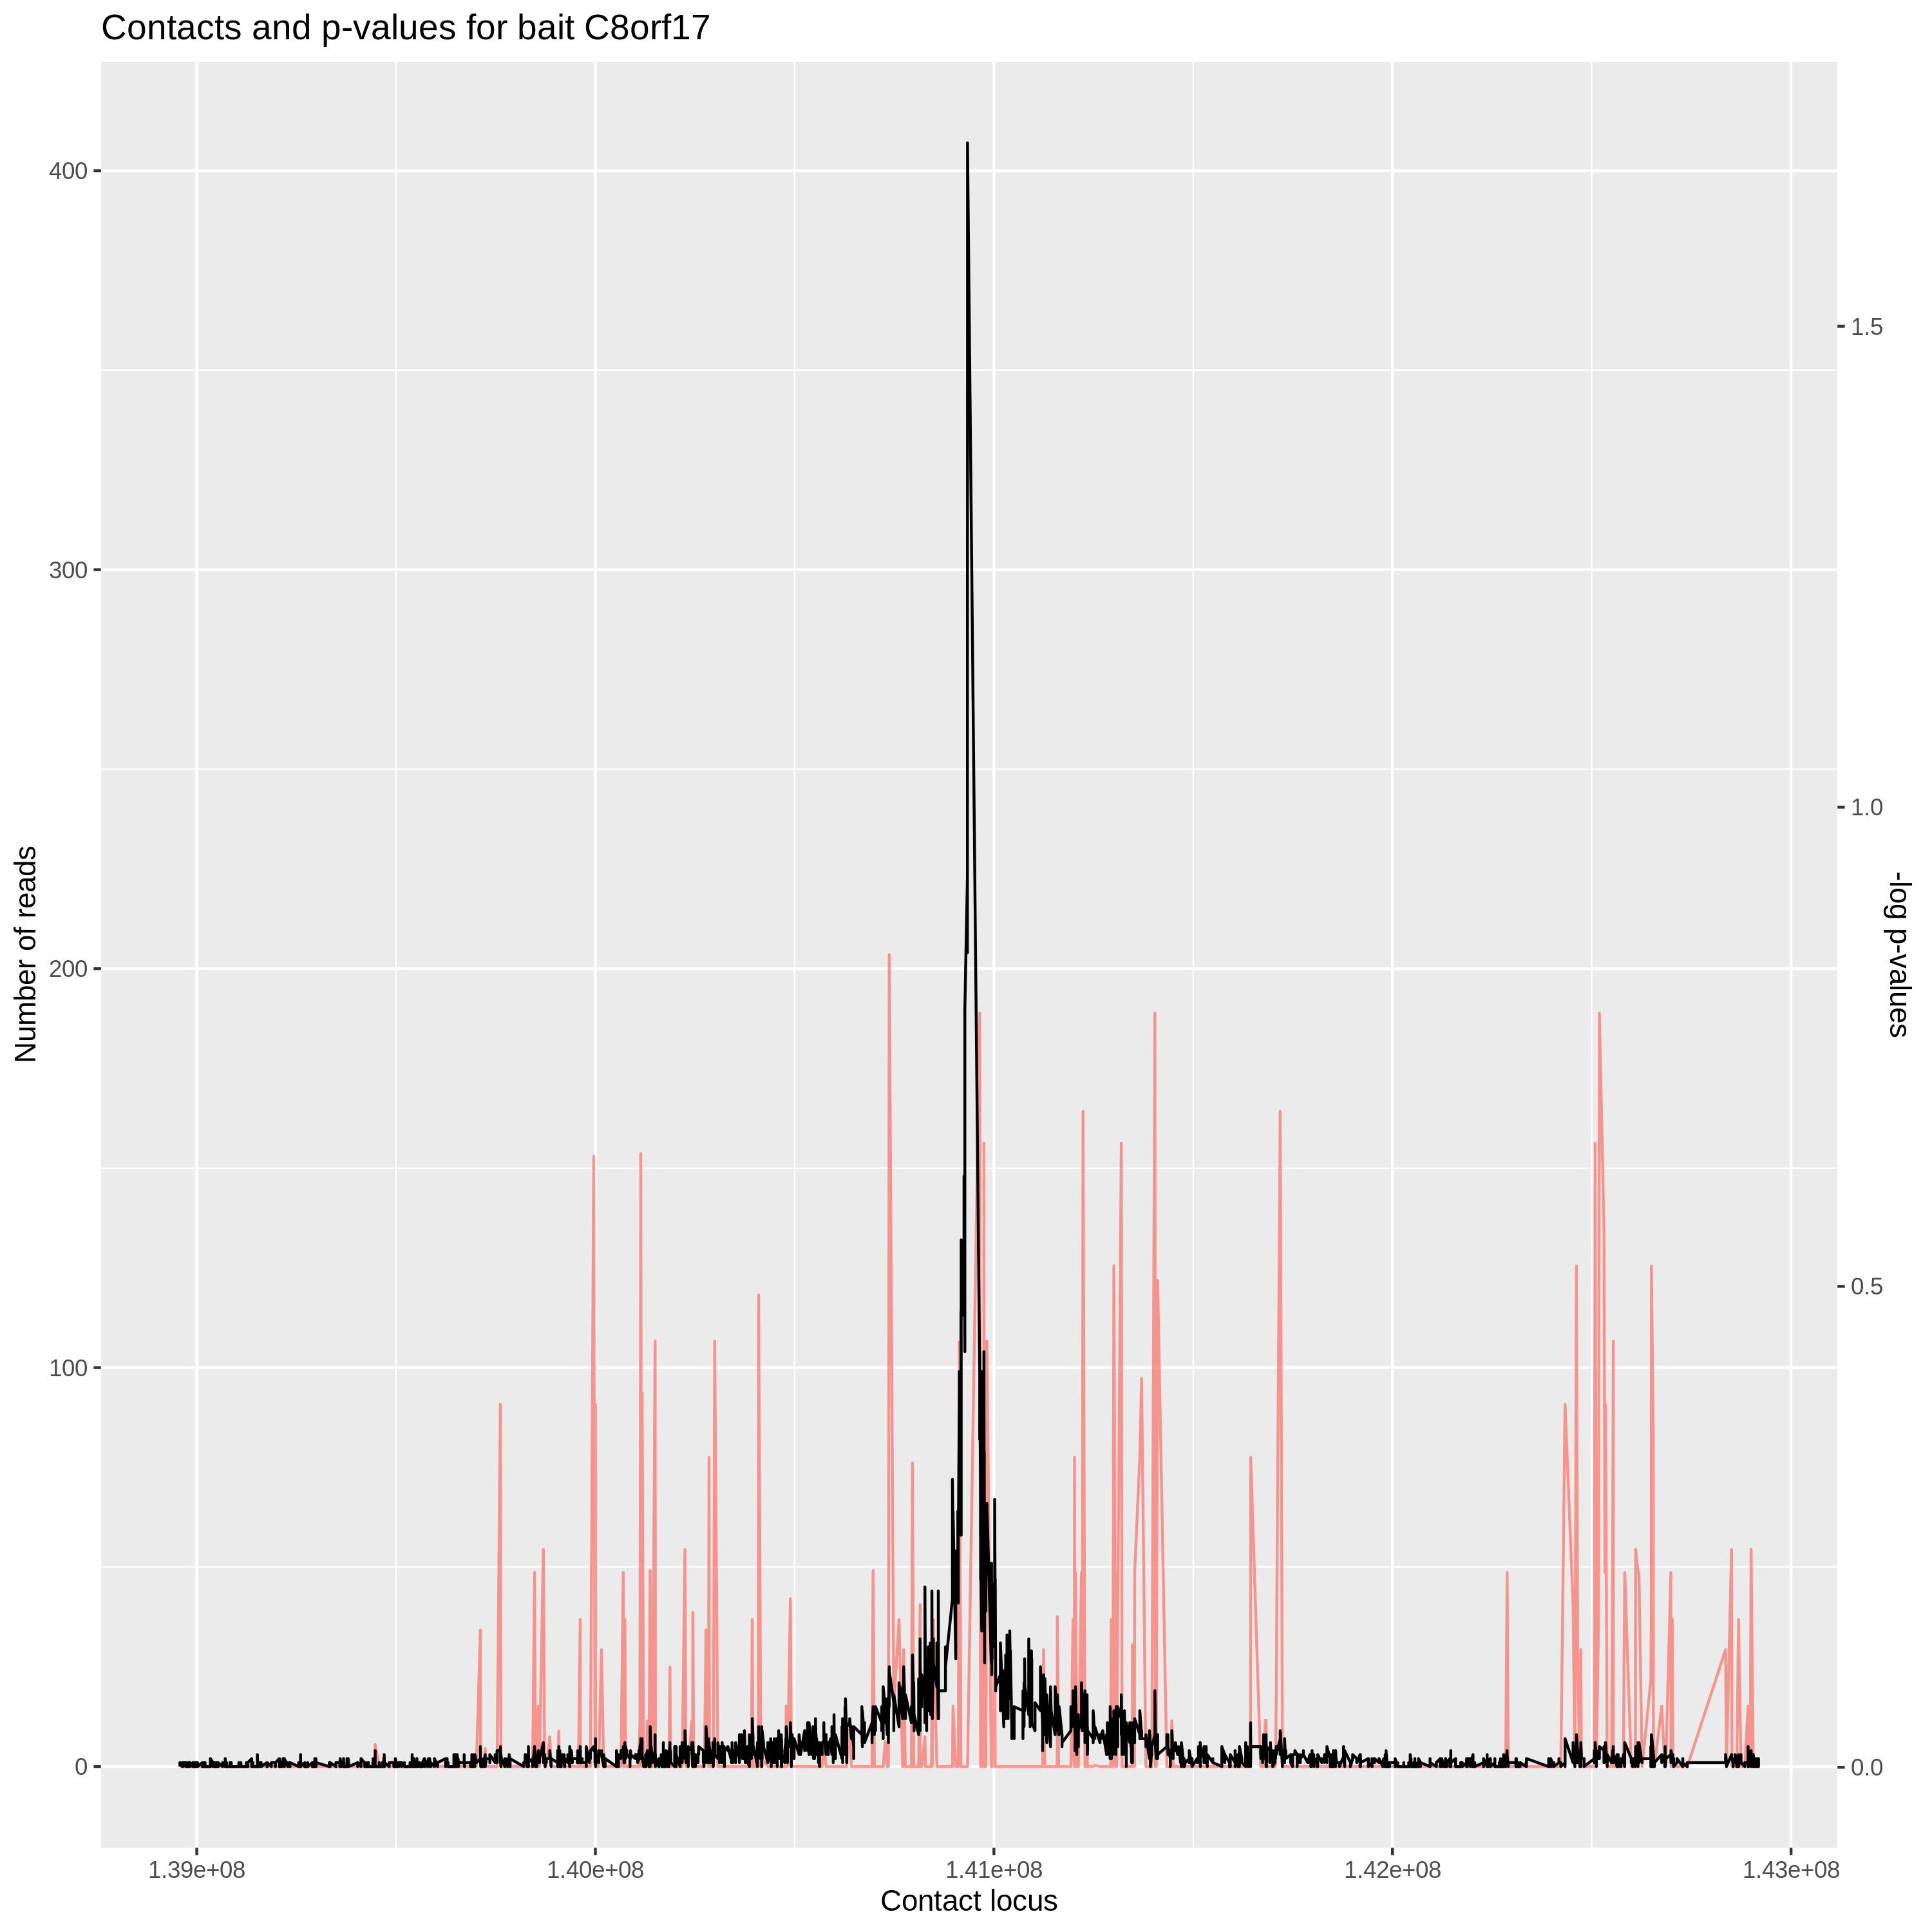 Contacts and p-values for bait C8orf17
400
300
200
100
0
Number of reads
1.5
1.0
0.5
0.0
-log p-values
1.39e+08
1.40e+08
1.41e+08
1.42e+08
1.43e+08
Contact locus